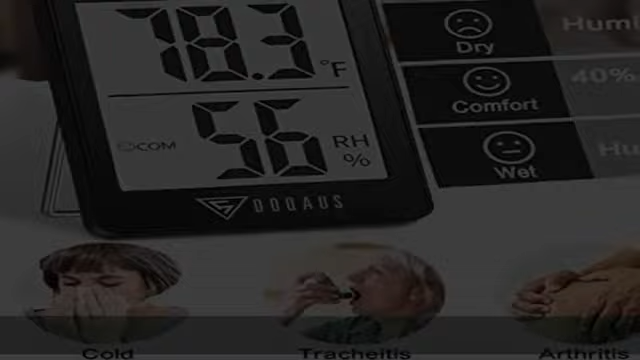 78.3 °F
56 RH %
COM
DOQAUS
Dry
Comfort 40%
Wet
Cold
Tracheitis
Arthritis